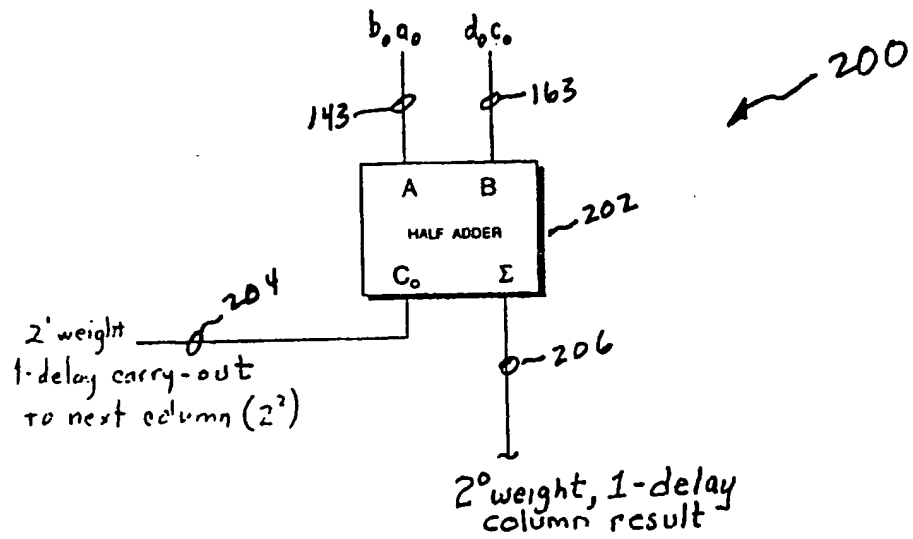 b₀a₀ d₀c₀
200
143 163
A B
202
HALF ADDER
C₀ Σ
204
2' weight
206
1-delay carry-out
to next column (2²)
2⁰ weight, 1-delay
column result